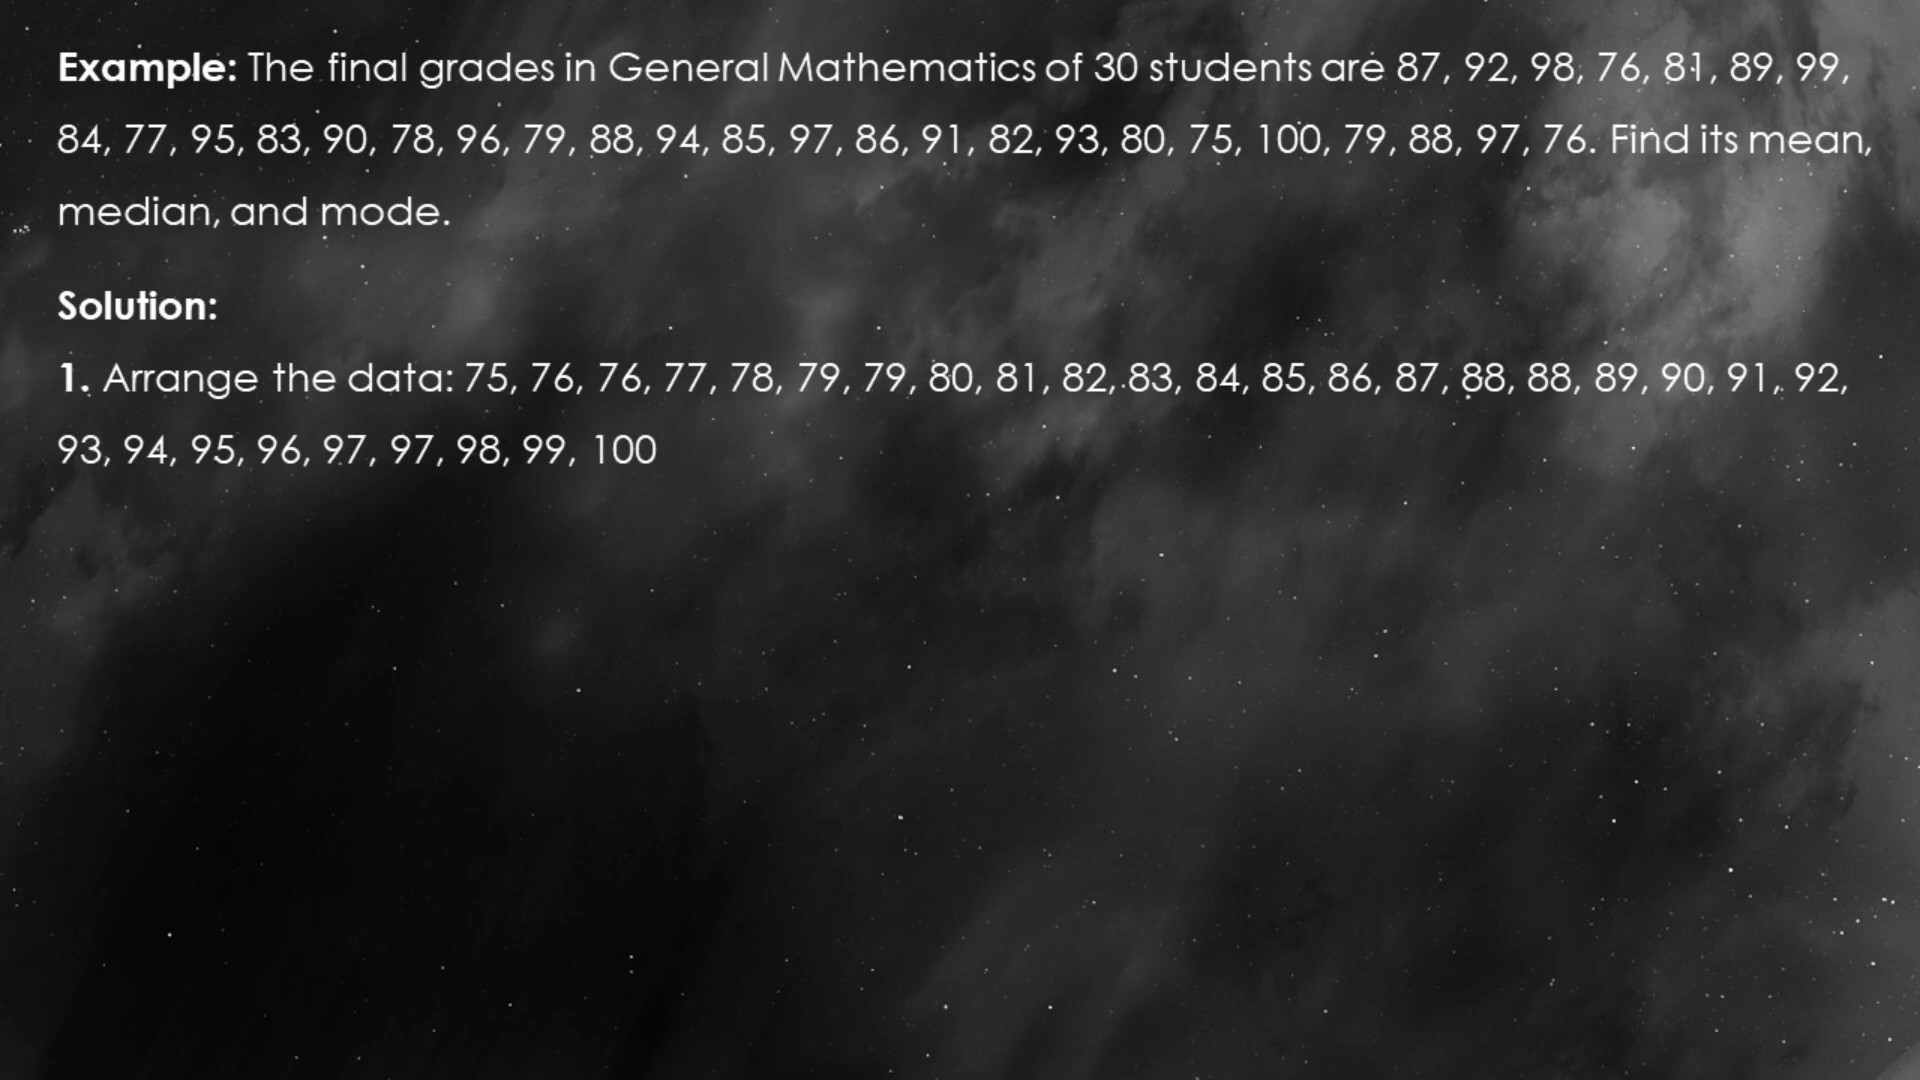 Example: The final grades in General Mathematics of 30 students are 87, 92, 98, 76, 81, 89, 99,
84, 77, 95, 83, 90, 78, 96, 79, 88, 94, 85, 97, 86, 91, 82, 93, 80, 75, 100, 79, 88, 97, 76. Find its mean,
median, and mode.
Solution:
1. Arrange the data: 75, 76, 76, 77, 78, 79, 79, 80, 81, 82, 83, 84, 85, 86, 87, 88, 88, 89, 90, 91, 92,
93, 94, 95, 96, 97, 97, 98, 99, 100